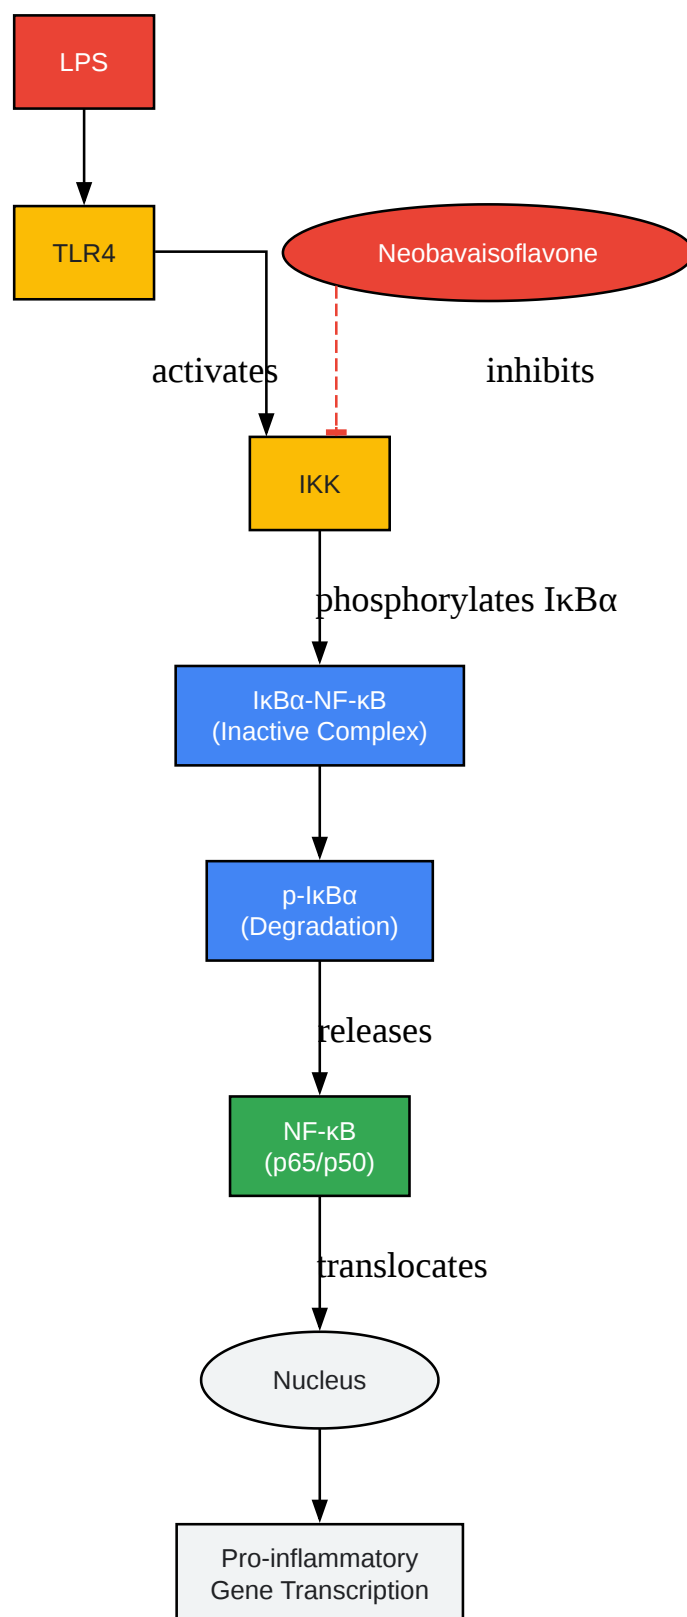 LPS
TLR4
Neobavaisoflavone
activates
inhibits
IKK
phosphorylates IκBα
IκBα-NF-κB
(Inactive Complex)
p-IκBα
(Degradation)
releases
NF-κB
(p65/p50)
translocates
Nucleus
Pro-inflammatory
Gene Transcription